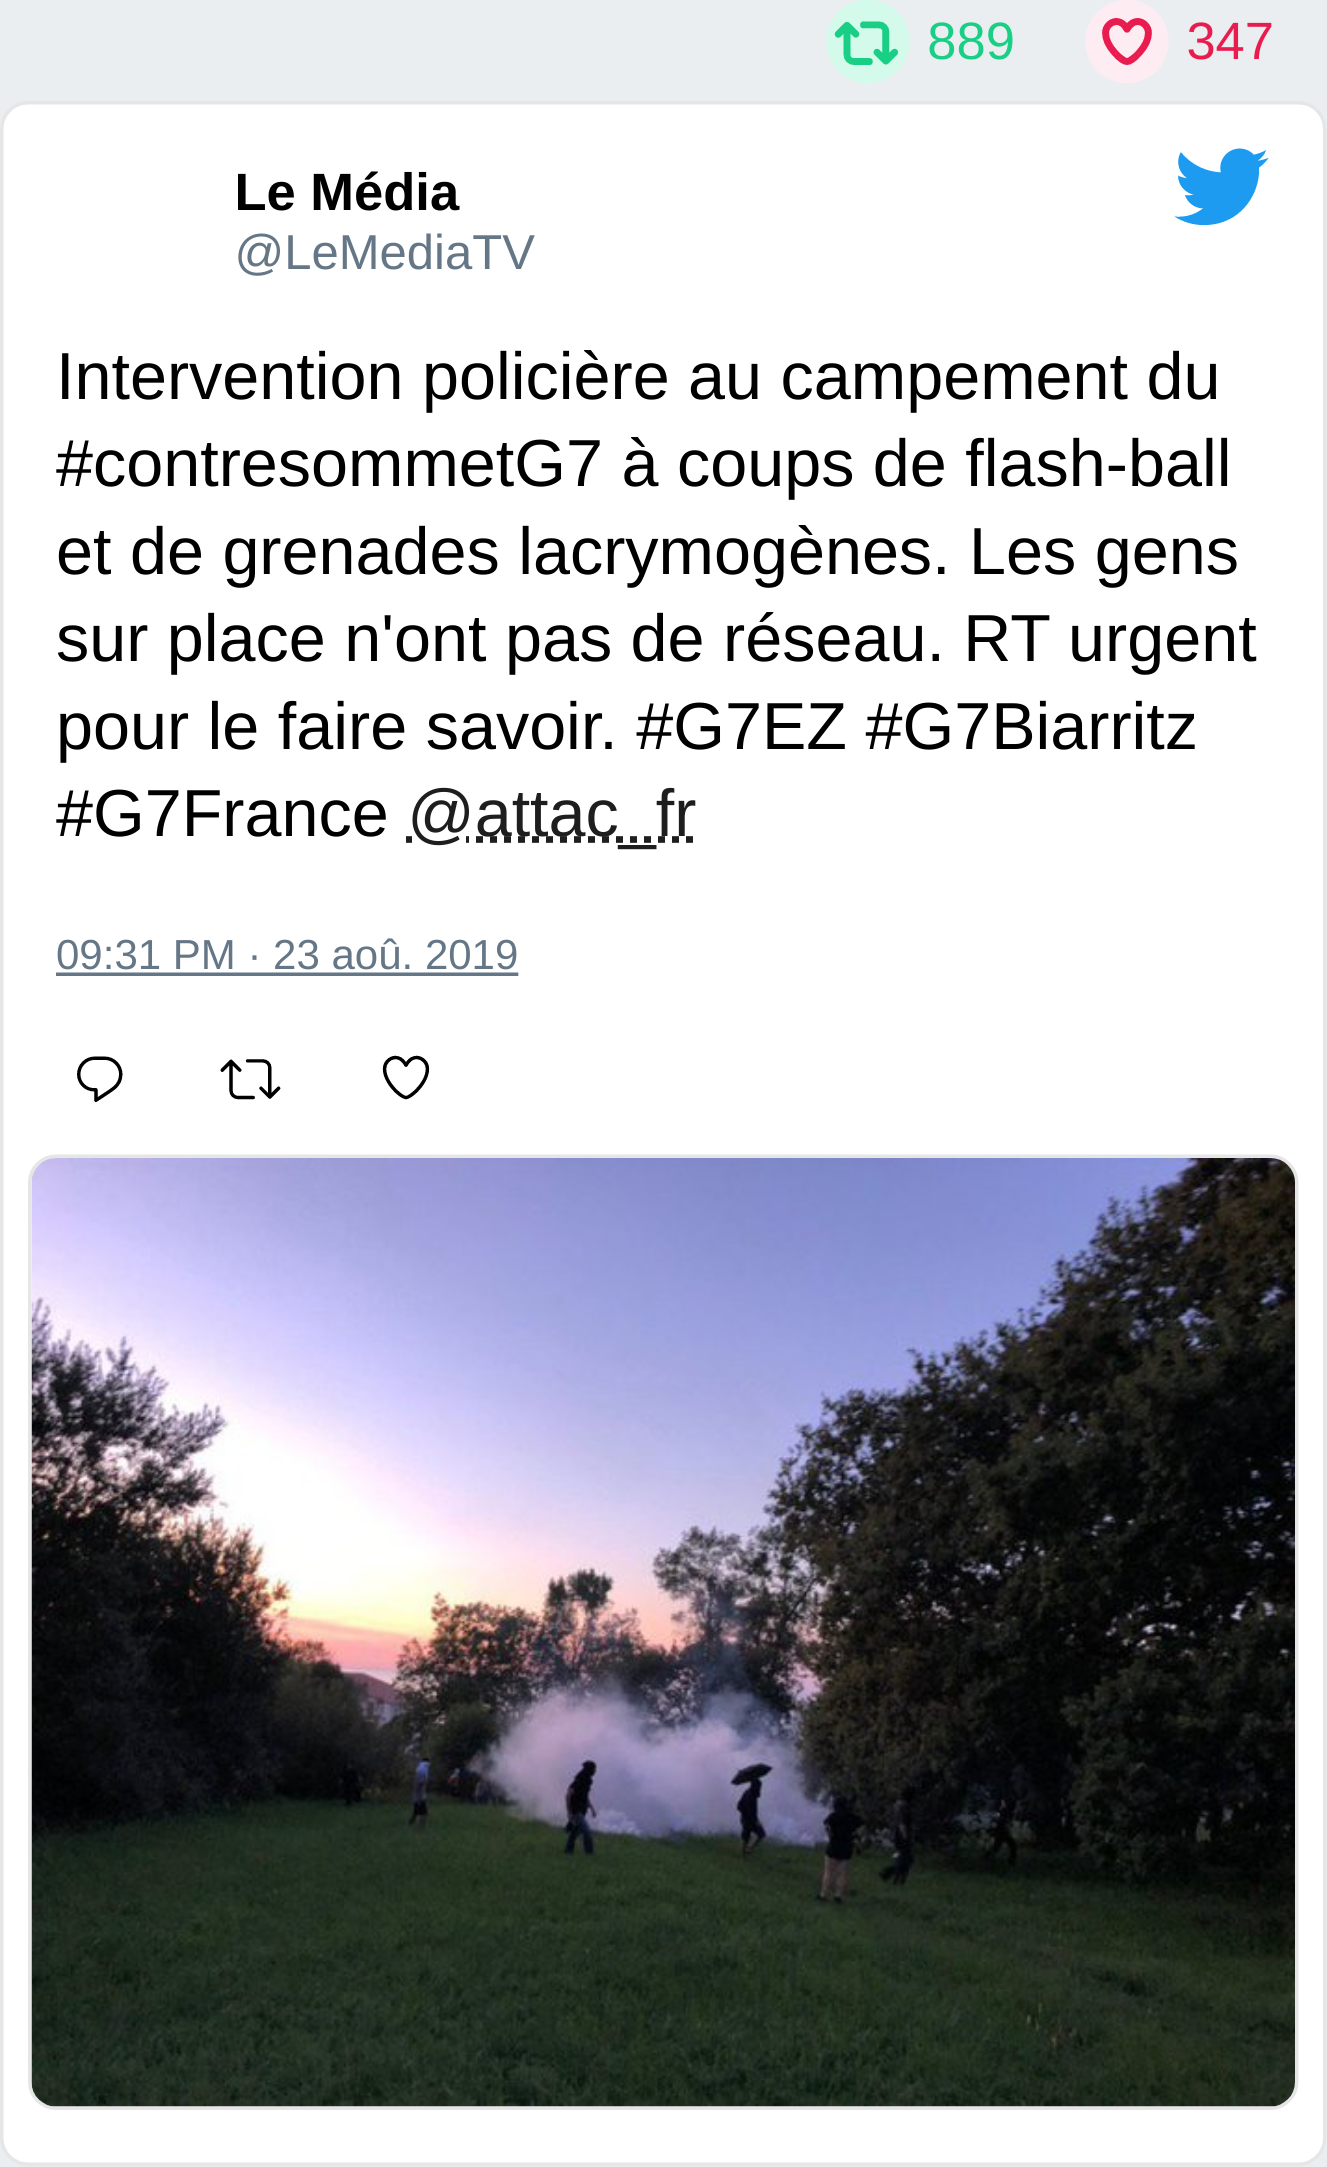 889 347
Le Média
@LeMediaTV
Intervention policière au campement du
#contresommetG7 à coups de flash-ball
et de grenades lacrymogènes. Les gens
sur place n'ont pas de réseau. RT urgent
pour le faire savoir. #G7EZ #G7Biarritz
#G7France @attac_fr
09:31 PM · 23 aoû. 2019